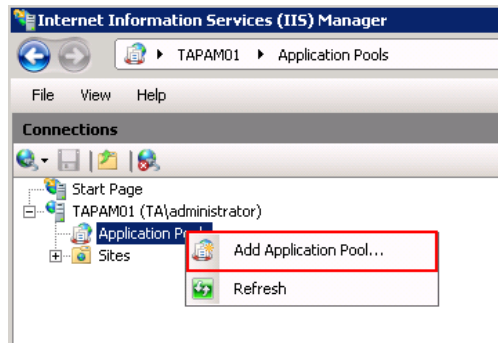 Internet Information Services (IIS) Manager
TAPAM01 Application Pools
File View Help
Connections
Start Page
TAPAM01 (TA\administrator)
Application
Add Application Pool...
Sites
Refresh